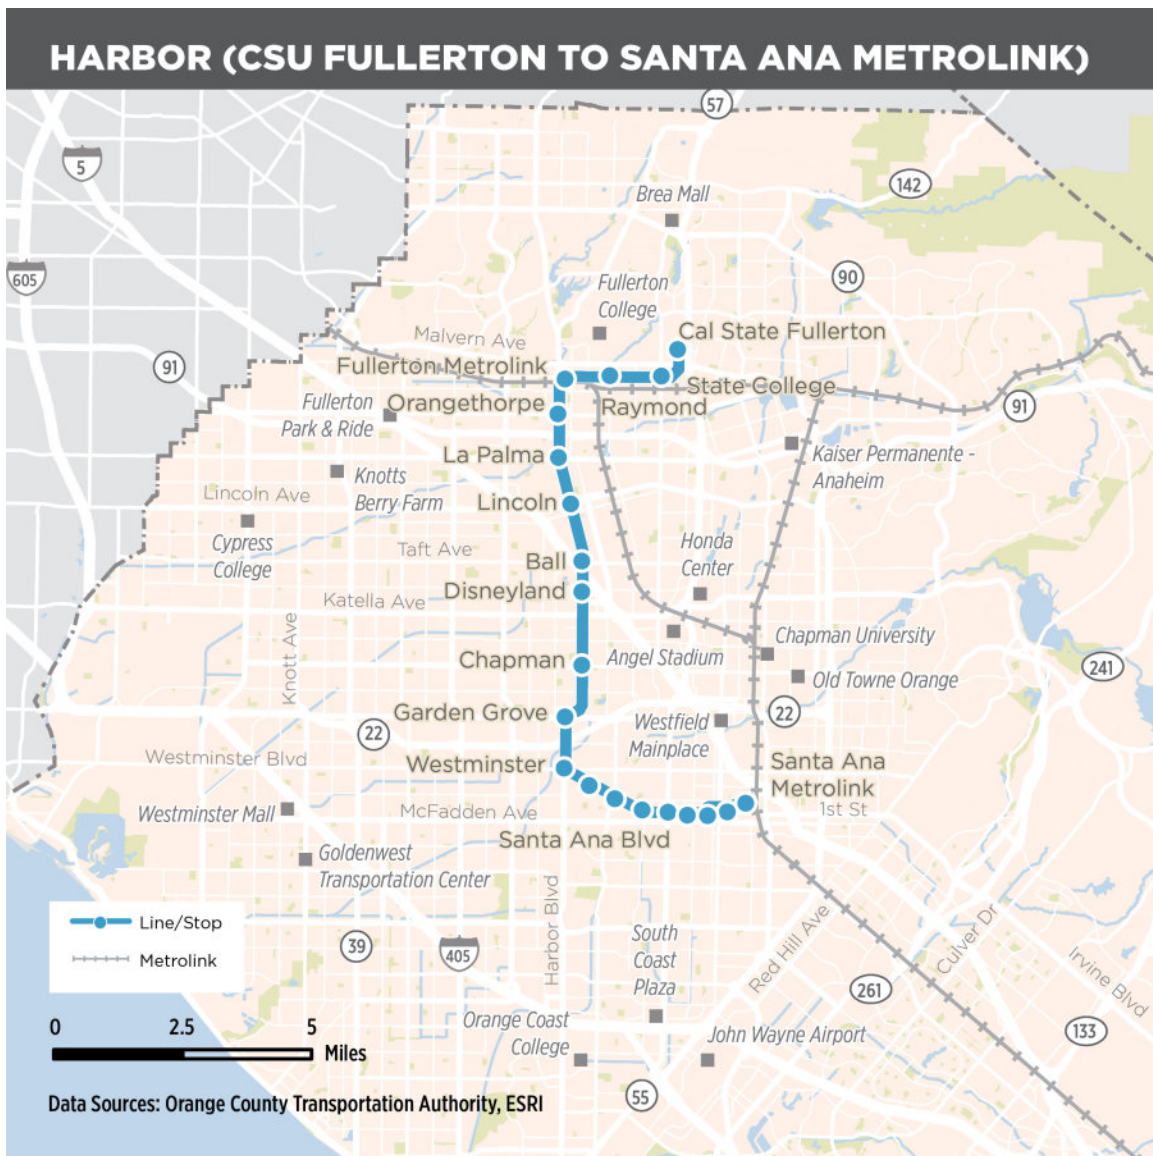 HARBOR (CSU FULLERTON TO SANTA ANA METROLINK)
57
5
142
Brea Mall
605
90
Fullerton
College
Malvern Ave
Cal State Fullerton
91
Fullerton Metrolink
State College
Fullerton
Park & Ride
Orangethorpe
Raymond
91
La Palma
Kaiser Permanente -
Anaheim
Knotts
Berry Farm
Lincoln Ave
Lincoln
Cypress
College
Taft Ave
Ball
Honda
Center
Disneyland
Katella Ave
Knott Ave
Chapman
Angel Stadium
Chapman University
Old Towne Orange
241
Garden Grove
22
Westfield
Mainplace
22
Westminster Blvd
Westminster
Santa Ana
Metrolink
1st St
Westminster Mall
McFadden Ave
Santa Ana Blvd
Goldenwest
Transportation Center
Harbor Blvd
Line/Stop
Metrolink
39
405
South
Coast
Plaza
Red Hill Ave
Culver Dr
Irvine Blvd
261
133
0 2.5 5
Miles
Orange Coast
College
John Wayne Airport
55
Data Sources: Orange County Transportation Authority, ESRI